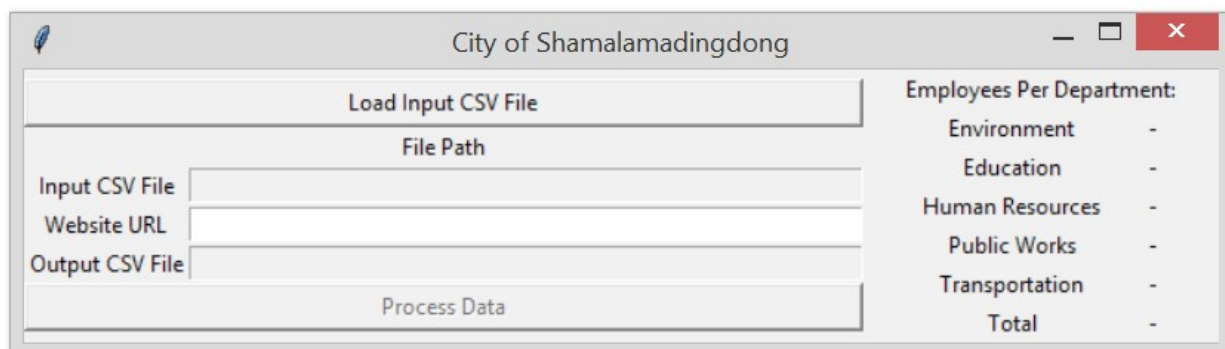 City of Shamalamadingdong
Load Input CSV File
File Path
Input CSV File
Website URL
Output CSV File
Process Data
Employees Per Department:
Environment -
Education -
Human Resources -
Public Works -
Transportation -
Total -